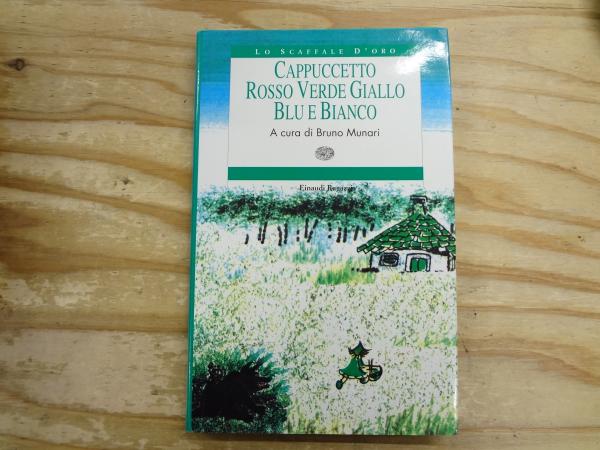 LO SCAFFALE D'ORO
CAPPUCCETTO
ROSSO VERDE GIALLO
BLU E BIANCO
A cura di Bruno Munari
Einaudi Ragazzi